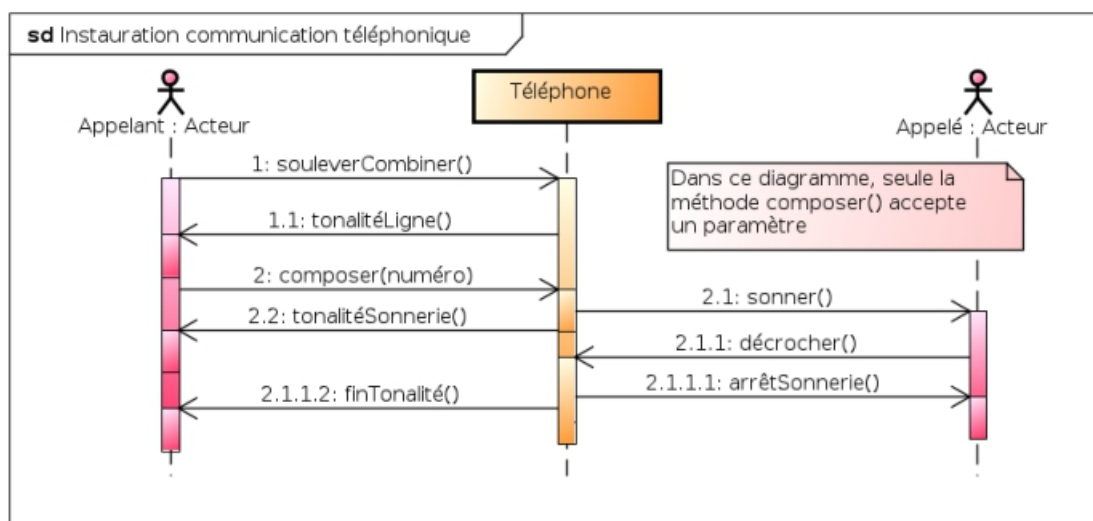 sd Instauration communication téléphonique
Appelant : Acteur
Téléphone
Appelé : Acteur
1: souleverCombiner()
Dans ce diagramme, seule la
méthode composer() accepte
un paramètre
1.1: tonalitéLigne()
2: composer(numéro)
2.1: sonner()
2.2: tonalitéSonnerie()
2.1.1: décrocher()
2.1.1.1: arrêtSonnerie()
2.1.1.2: finTonalité()